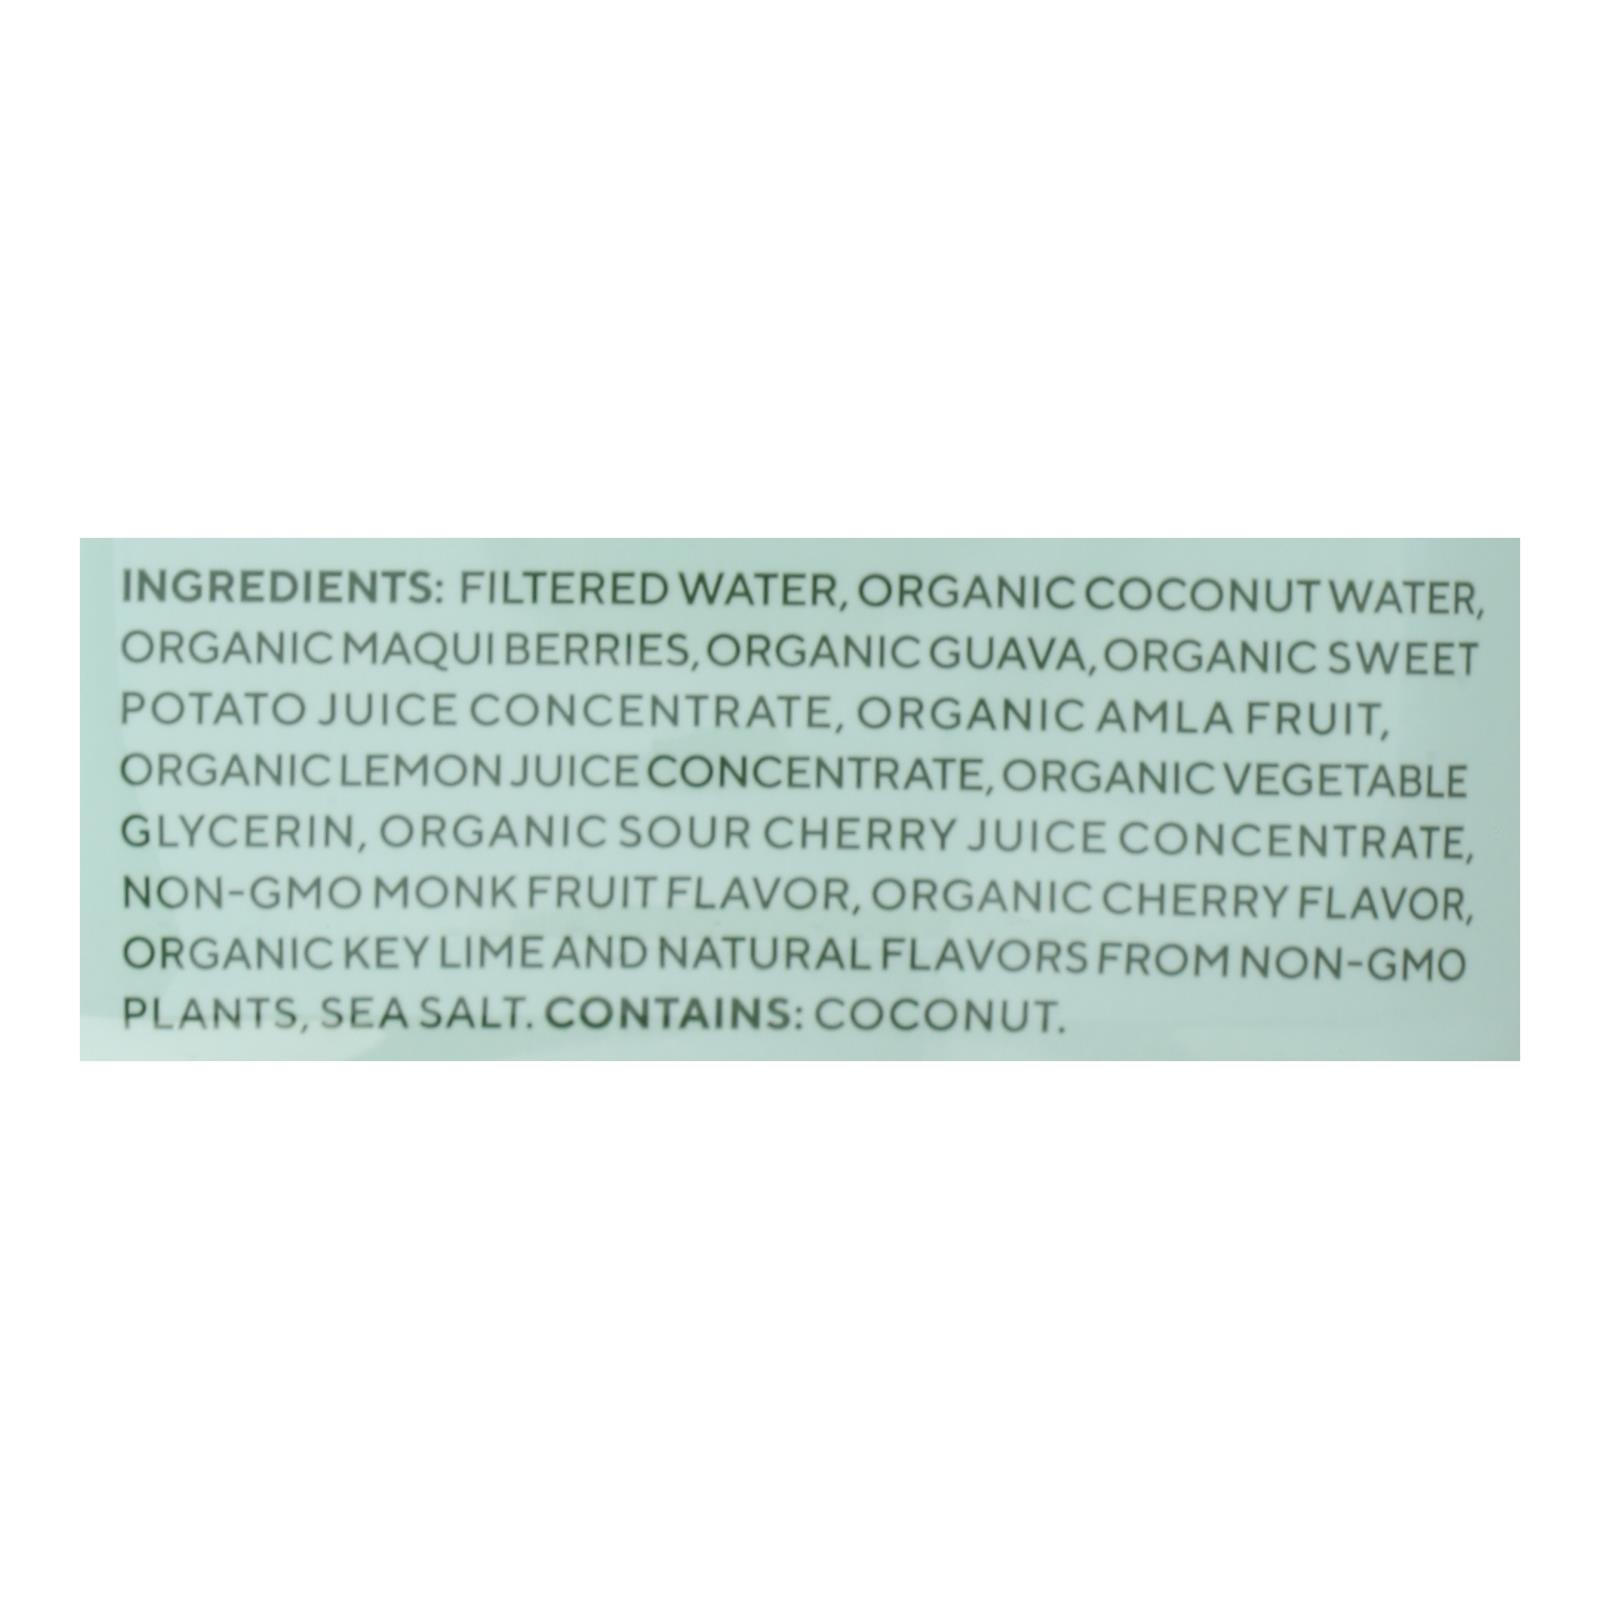 INGREDIENTS: FILTERED WATER, ORGANIC COCONUT WATER,
ORGANIC MAQUI BERRIES, ORGANIC GUAVA, ORGANIC SWEET
POTATO JUICE CONCENTRATE, ORGANIC AMLA FRUIT,
ORGANIC LEMON JUICE CONCENTRATE, ORGANIC VEGETABLE
GLYCERIN, ORGANIC SOUR CHERRY JUICE CONCENTRATE,
NON-GMO MONK FRUIT FLAVOR, ORGANIC CHERRY FLAVOR,
ORGANIC KEY LIME AND NATURAL FLAVORS FROM NON-GMO
PLANTS, SEA SALT. CONTAINS: COCONUT.